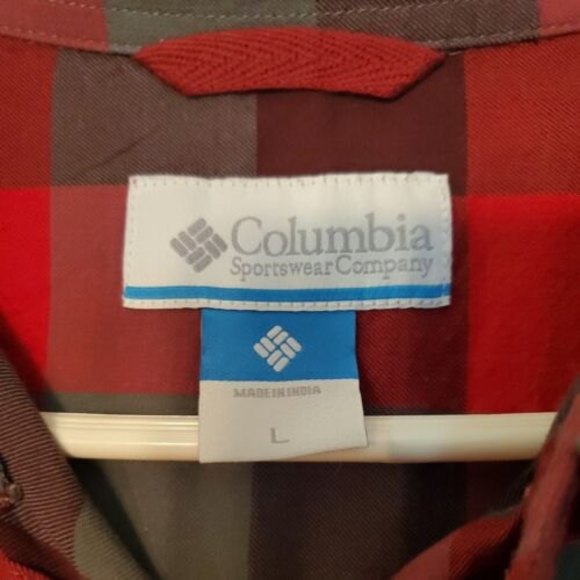 Columbia
Sportswear Company
MADE IN INDIA
L